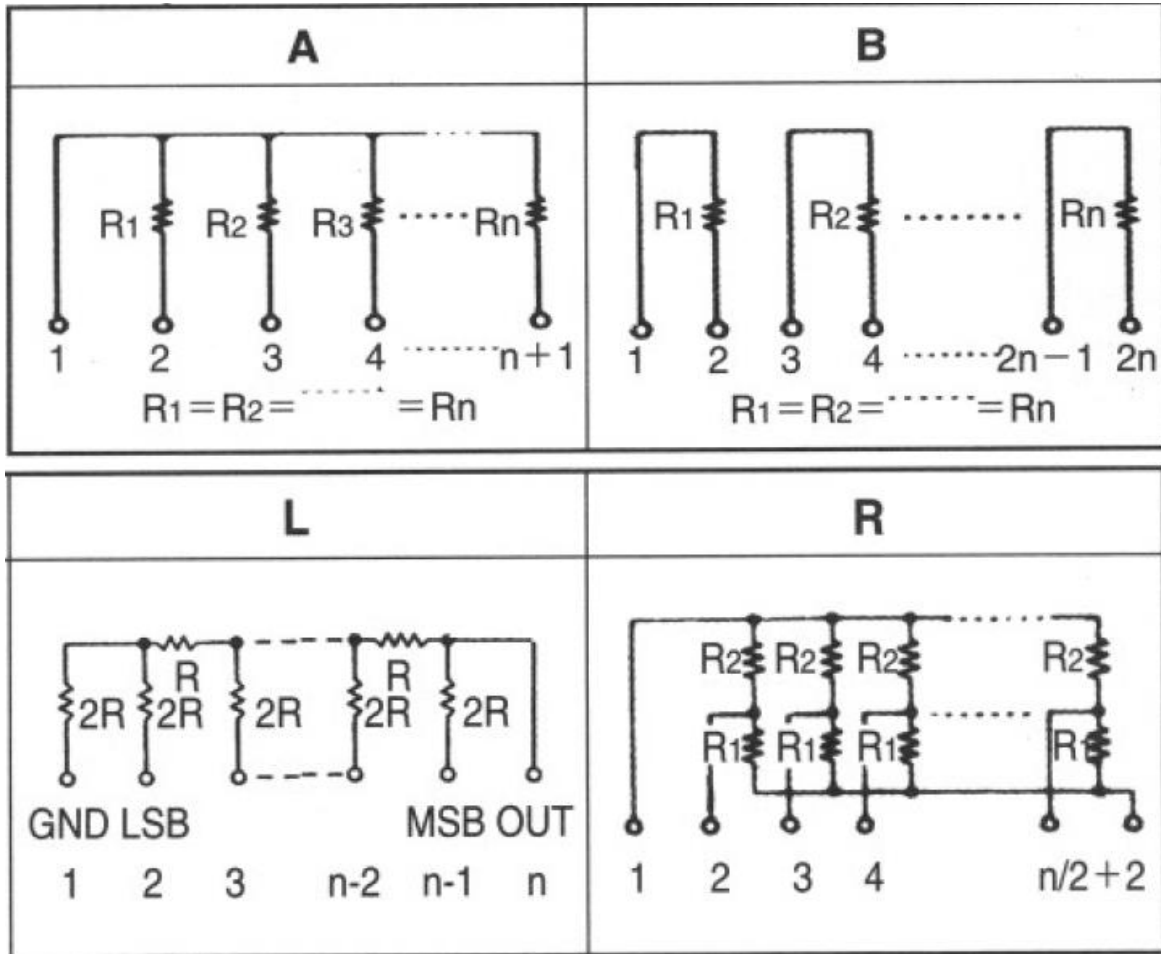 A
B
R1 R2 R3 ········ Rn
1 2 3 4 ········ n+1
R1=R2= ········ =Rn
R1 R2 ········ Rn
1 2 3 4 ········ 2n-1 2n
R1=R2= ········ =Rn
L
R
R R
2R 2R 2R 2R 2R
GND LSB MSB OUT
1 2 3 n-2 n-1 n
R2 R2 R2 ········ R2
R1 R1 R1 ········ R1
1 2 3 4 n/2+2